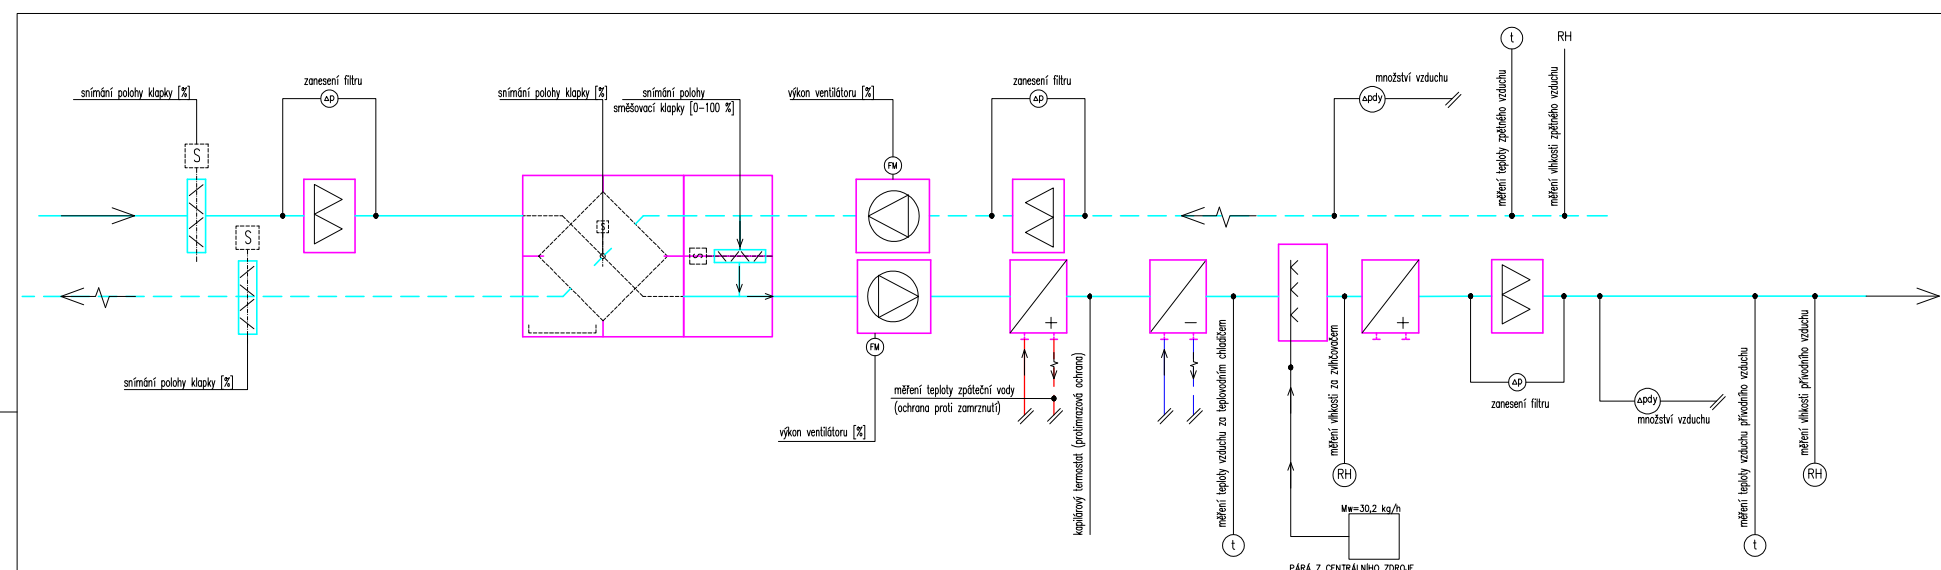 snímání polohy klapky [%]
zanesení filtru
Δp
S
snímání polohy klapky [%]
snímání polohy
směšovací klapky [0-100 %]
výkon ventilátoru [%]
FM
zanesení filtru
Δp
množství vzduchu
Δpdy
t
měření teploty zpětného vzduchu
RH
měření vlhkosti zpětného vzduchu
S
S
S
snímání polohy klapky [%]
FM
výkon ventilátoru [%]
+
měření teploty zpáteční vody
(ochrana proti zamrznutí)
kapilárový termostat (protimrazová ochrana)
−
měření teploty vzduchu za teplovodním chladičem
t
měření vlhkosti za zvlhčovačem
RH
Mw=30,2 kg/h
PÁRA Z CENTRÁLNÍHO ZDROJE
+
Δp
zanesení filtru
Δpdy
množství vzduchu
měření teploty vzduchu přívodního vzduchu
t
měření vlhkosti přívodního vzduchu
RH